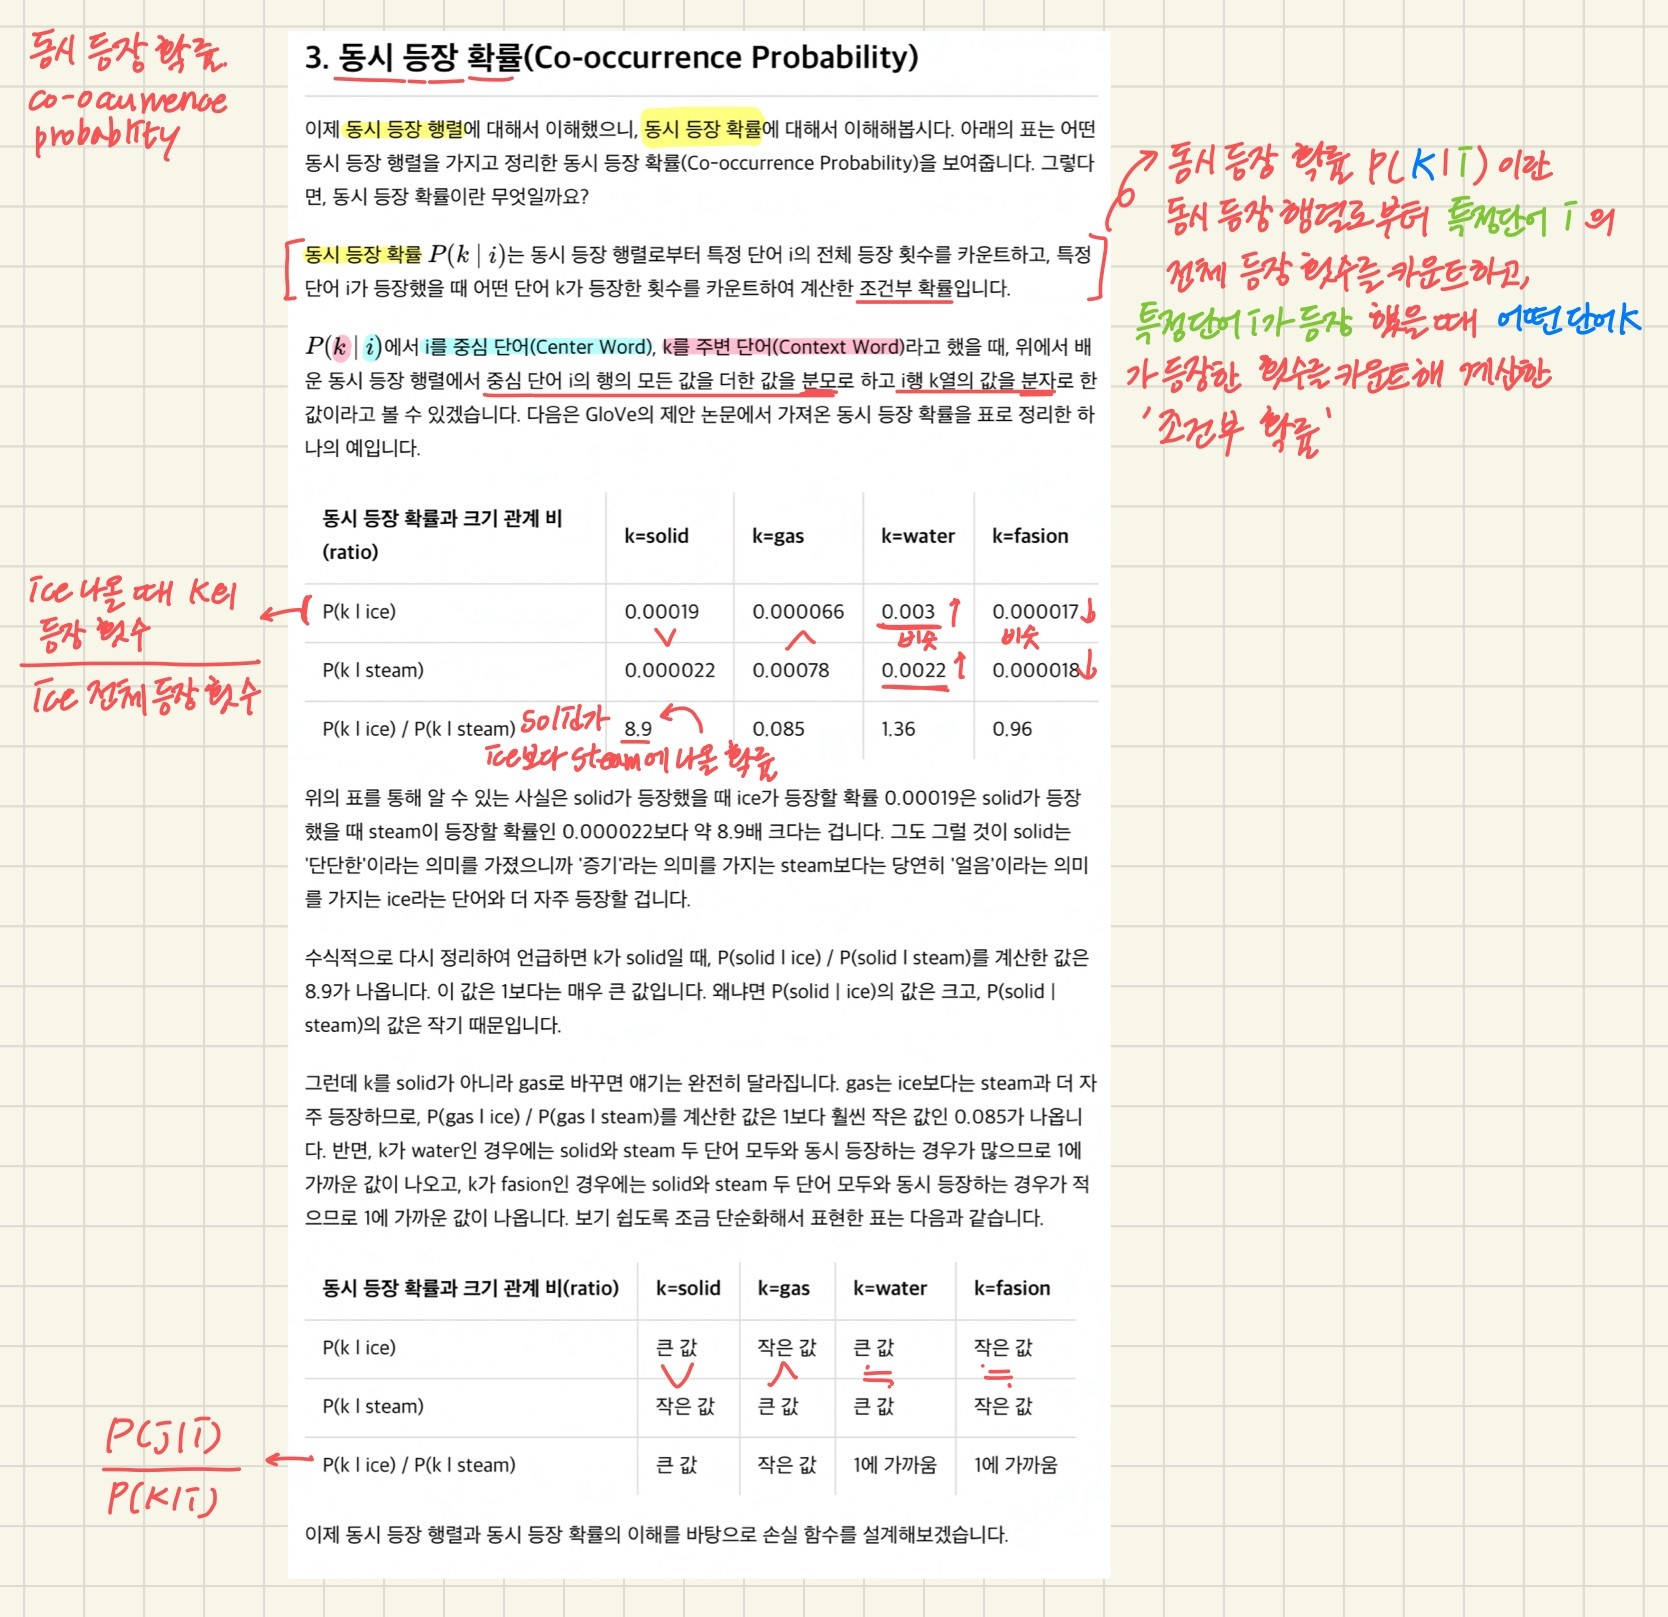 동시 등장 확률.
co-ocurrence
probability
3. 동시 등장 확률(Co-occurrence Probability)
이제 동시 등장 행렬에 대해서 이해했으니, 동시 등장 확률에 대해서 이해해봅시다. 아래의 표는 어떤
동시 등장 행렬을 가지고 정리한 동시 등장 확률(Co-occurrence Probability)을 보여줍니다. 그렇다
면, 동시 등장 확률이란 무엇일까요?
동시 등장 확률 P(k | i)는 동시 등장 행렬로부터 특정 단어 i의 전체 등장 횟수를 카운트하고, 특정
단어 i가 등장했을 때 어떤 단어 k가 등장한 횟수를 카운트하여 계산한 조건부 확률입니다.
동시 등장 확률 P(K|i)이란
동시 등장 행렬로부터 특정단어 i의
전체 등장 횟수를 카운트하고,
특정단어 i가 등장 했을 때 어떤 단어 K
가 등장한 횟수를 카운트해 계산한
'조건부 확률'
P(k | i)에서 i를 중심 단어(Center Word), k를 주변 단어(Context Word)라고 했을 때, 위에서 배
운 동시 등장 행렬에서 중심 단어 i의 행의 모든 값을 더한 값을 분모로 하고 i행 k열의 값을 분자로 한
값이라고 볼 수 있겠습니다. 다음은 GloVe의 제안 논문에서 가져온 동시 등장 확률을 표로 정리한 하
나의 예입니다.
동시 등장 확률과 크기 관계 비
(ratio) k=solid k=gas k=water k=fasion
P(k l ice) 0.00019 0.000066 0.003 ↑ 0.000017 ↓
비슷 비슷
P(k l steam) 0.000022 0.00078 0.0022 ↑ 0.000018 ↓
P(k l ice) / P(k l steam) 8.9 0.085 1.36 0.96
ice 나올 때 K의
등장 횟수
ice 전체 등장 횟수
solid가
ice보다 steam에 나올 확률
위의 표를 통해 알 수 있는 사실은 solid가 등장했을 때 ice가 등장할 확률 0.00019은 solid가 등장
했을 때 steam이 등장할 확률인 0.000022보다 약 8.9배 크다는 겁니다. 그도 그럴 것이 solid는
'단단한'이라는 의미를 가졌으니까 '증기'라는 의미를 가지는 steam보다는 당연히 '얼음'이라는 의미
를 가지는 ice라는 단어와 더 자주 등장할 겁니다.
수식적으로 다시 정리하여 언급하면 k가 solid일 때, P(solid l ice) / P(solid l steam)를 계산한 값은
8.9가 나옵니다. 이 값은 1보다는 매우 큰 값입니다. 왜냐면 P(solid | ice)의 값은 크고, P(solid |
steam)의 값은 작기 때문입니다.
그런데 k를 solid가 아니라 gas로 바꾸면 얘기는 완전히 달라집니다. gas는 ice보다는 steam과 더 자
주 등장하므로, P(gas l ice) / P(gas l steam)를 계산한 값은 1보다 훨씬 작은 값인 0.085가 나옵니
다. 반면, k가 water인 경우에는 solid와 steam 두 단어 모두와 동시 등장하는 경우가 많으므로 1에
가까운 값이 나오고, k가 fasion인 경우에는 solid와 steam 두 단어 모두와 동시 등장하는 경우가 적
으므로 1에 가까운 값이 나옵니다. 보기 쉽도록 조금 단순화해서 표현한 표는 다음과 같습니다.
동시 등장 확률과 크기 관계 비(ratio) k=solid k=gas k=water k=fasion
P(k l ice) 큰 값 작은 값 큰 값 작은 값
P(k l steam) 작은 값 큰 값 큰 값 작은 값
P(k l ice) / P(k l steam) 큰 값 작은 값 1에 가까움 1에 가까움
P(j|i)
P(K|i)
이제 동시 등장 행렬과 동시 등장 확률의 이해를 바탕으로 손실 함수를 설계해보겠습니다.